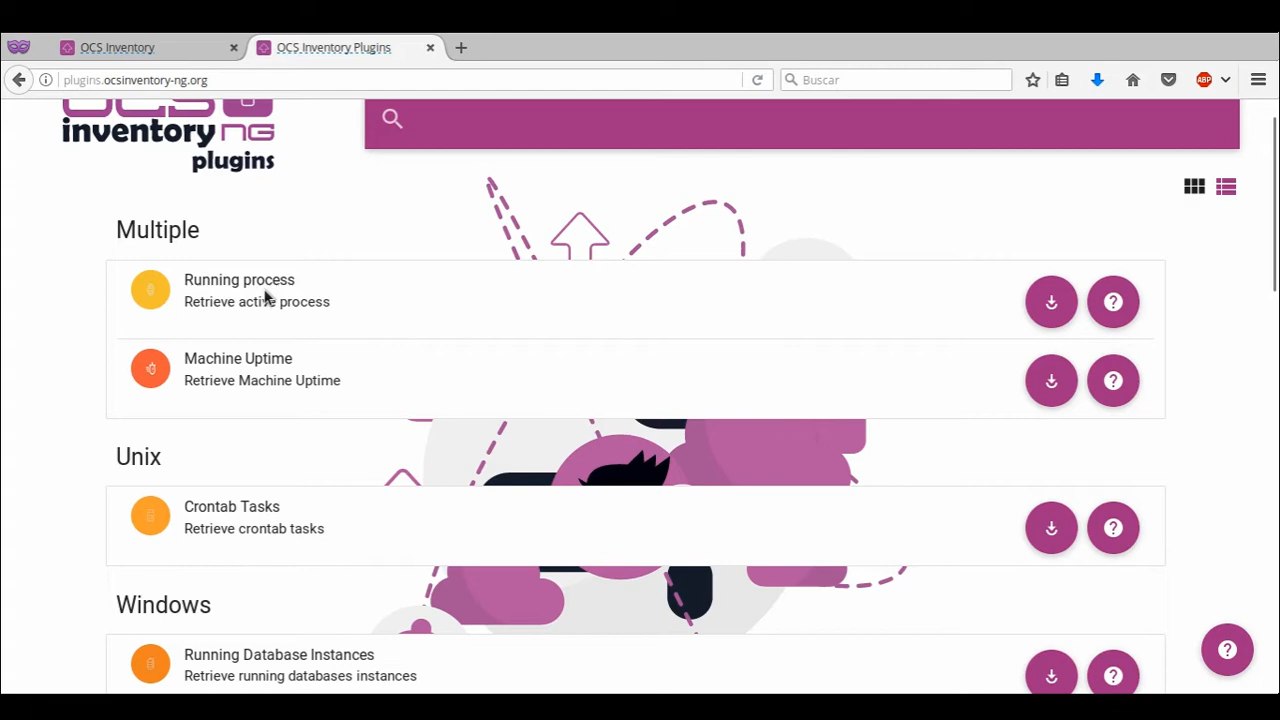 OCS Inventory
OCS Inventory Plugins
plugins.ocsinventory-ng.org
Buscar
ABP
OCS
inventory NG
plugins
Multiple
Running process
Retrieve active process
Machine Uptime
Retrieve Machine Uptime
Unix
Crontab Tasks
Retrieve crontab tasks
Windows
Running Database Instances
Retrieve running databases instances